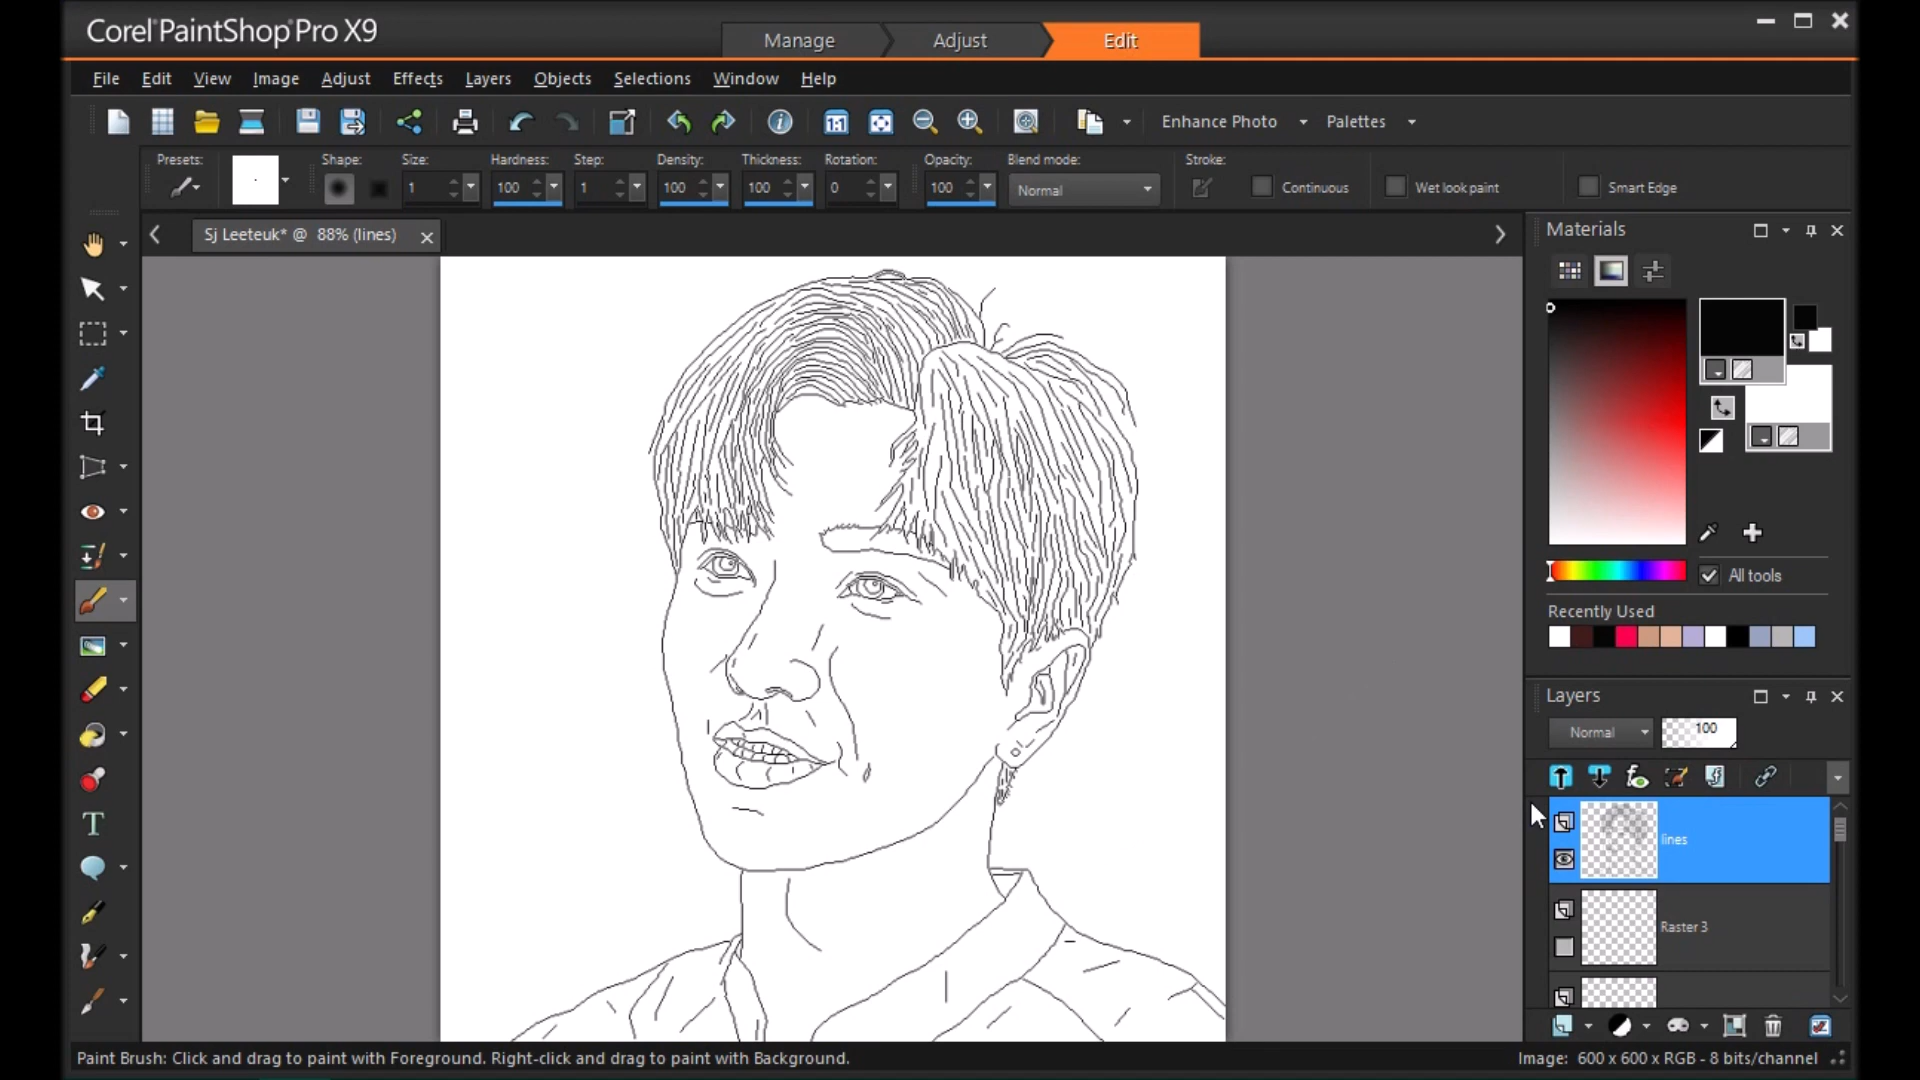 Corel PaintShop Pro X9
Manage Adjust Edit
File Edit View Image Adjust Effects Layers Objects Selections Window Help
1:1 Enhance Photo Palettes
Presets: Shape: Size: Hardness: Step: Density: Thickness: Rotation: Opacity: Blend mode: Stroke:
1 100 1 100 100 0 100 Normal Continuous Wet look paint Smart Edge
Sj Leeteuk* @ 88% (lines)
Materials
All tools
Recently Used
Layers
Normal 100
lines
Raster 3
T
Paint Brush: Click and drag to paint with Foreground. Right-click and drag to paint with Background.
Image: 600 x 600 x RGB - 8 bits/channel